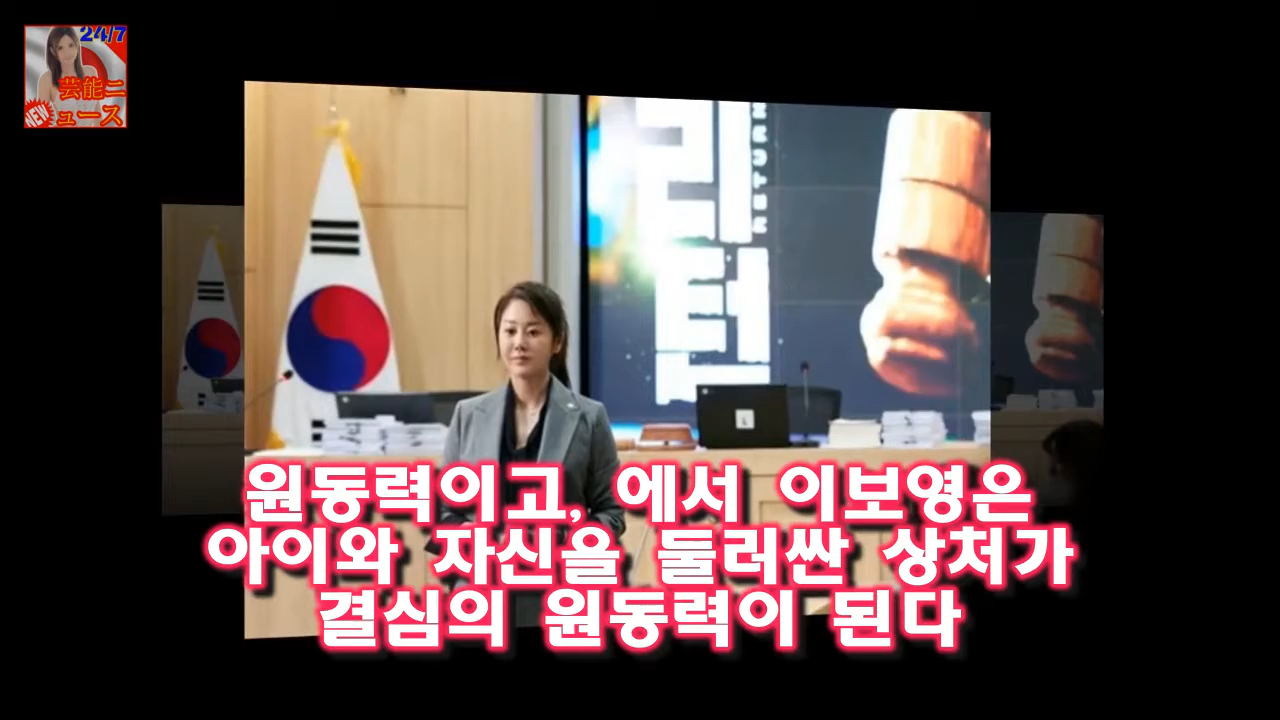 24/7
芸能ニ
ュース
NEW
리턴
원동력이고, 에서 이보영은
아이와 자신을 둘러싼 상처가
결심의 원동력이 된다